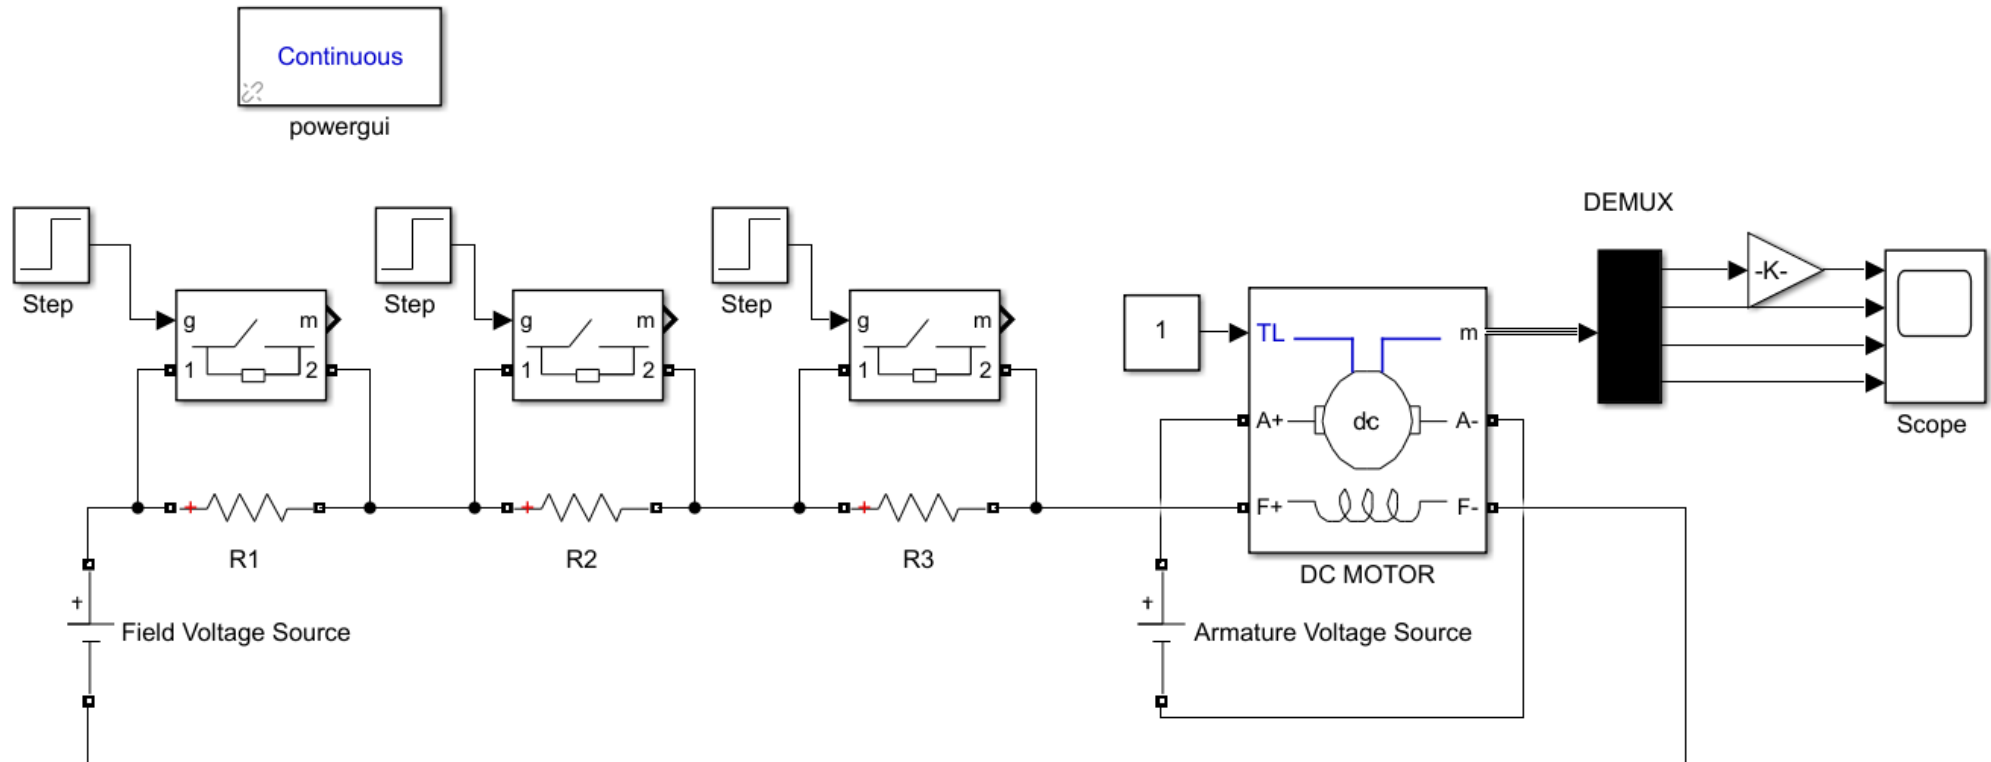 Continuous
powergui
DEMUX
-K-
Step
Step
Step
Scope
g
m
1
2
g
m
1
2
g
m
1
2
1
TL
m
A+
dc
A-
F+
F-
DC MOTOR
+
R1
+
R2
+
R3
+
Field Voltage Source
+
Armature Voltage Source